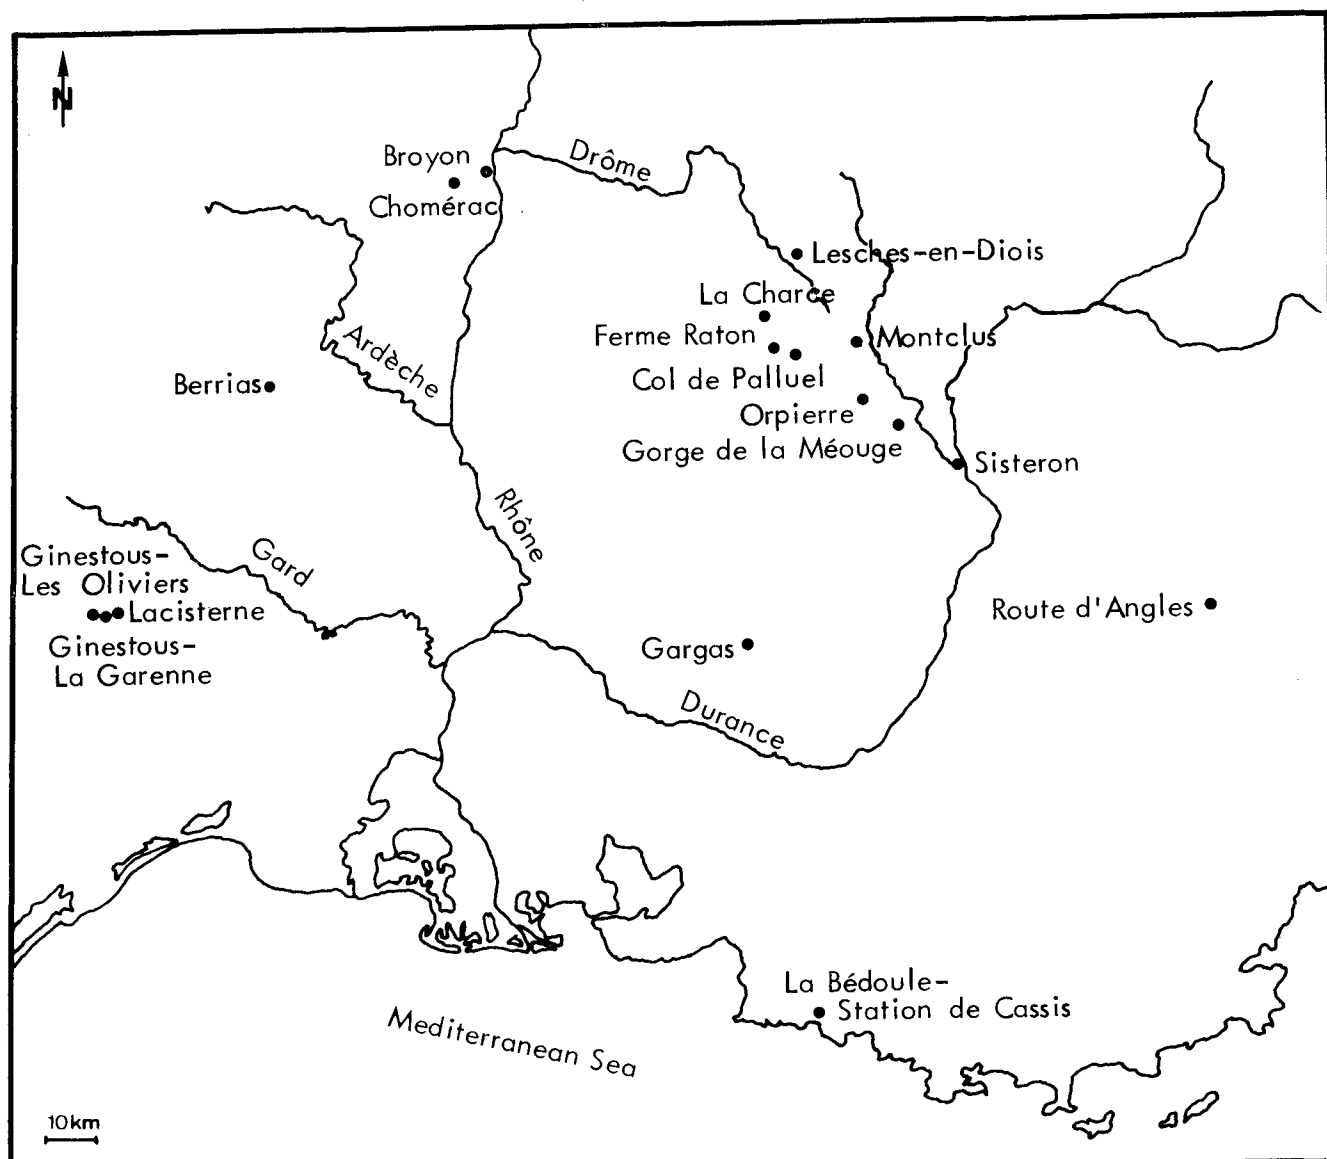 N
Broyon
Drôme
Chomérac
Lesches-en-Diois
La Charce
Ferme Raton
Montclus
Ardèche
Col de Palluel
Berrias
Orpierre
Gorge de la Méouge
Sisteron
Rhône
Gard
Ginestous-
Les Oliviers
Lacisterne
Route d'Angles
Ginestous-
La Garenne
Gargas
Durance
La Bédoule-
Station de Cassis
Mediterranean Sea
10km